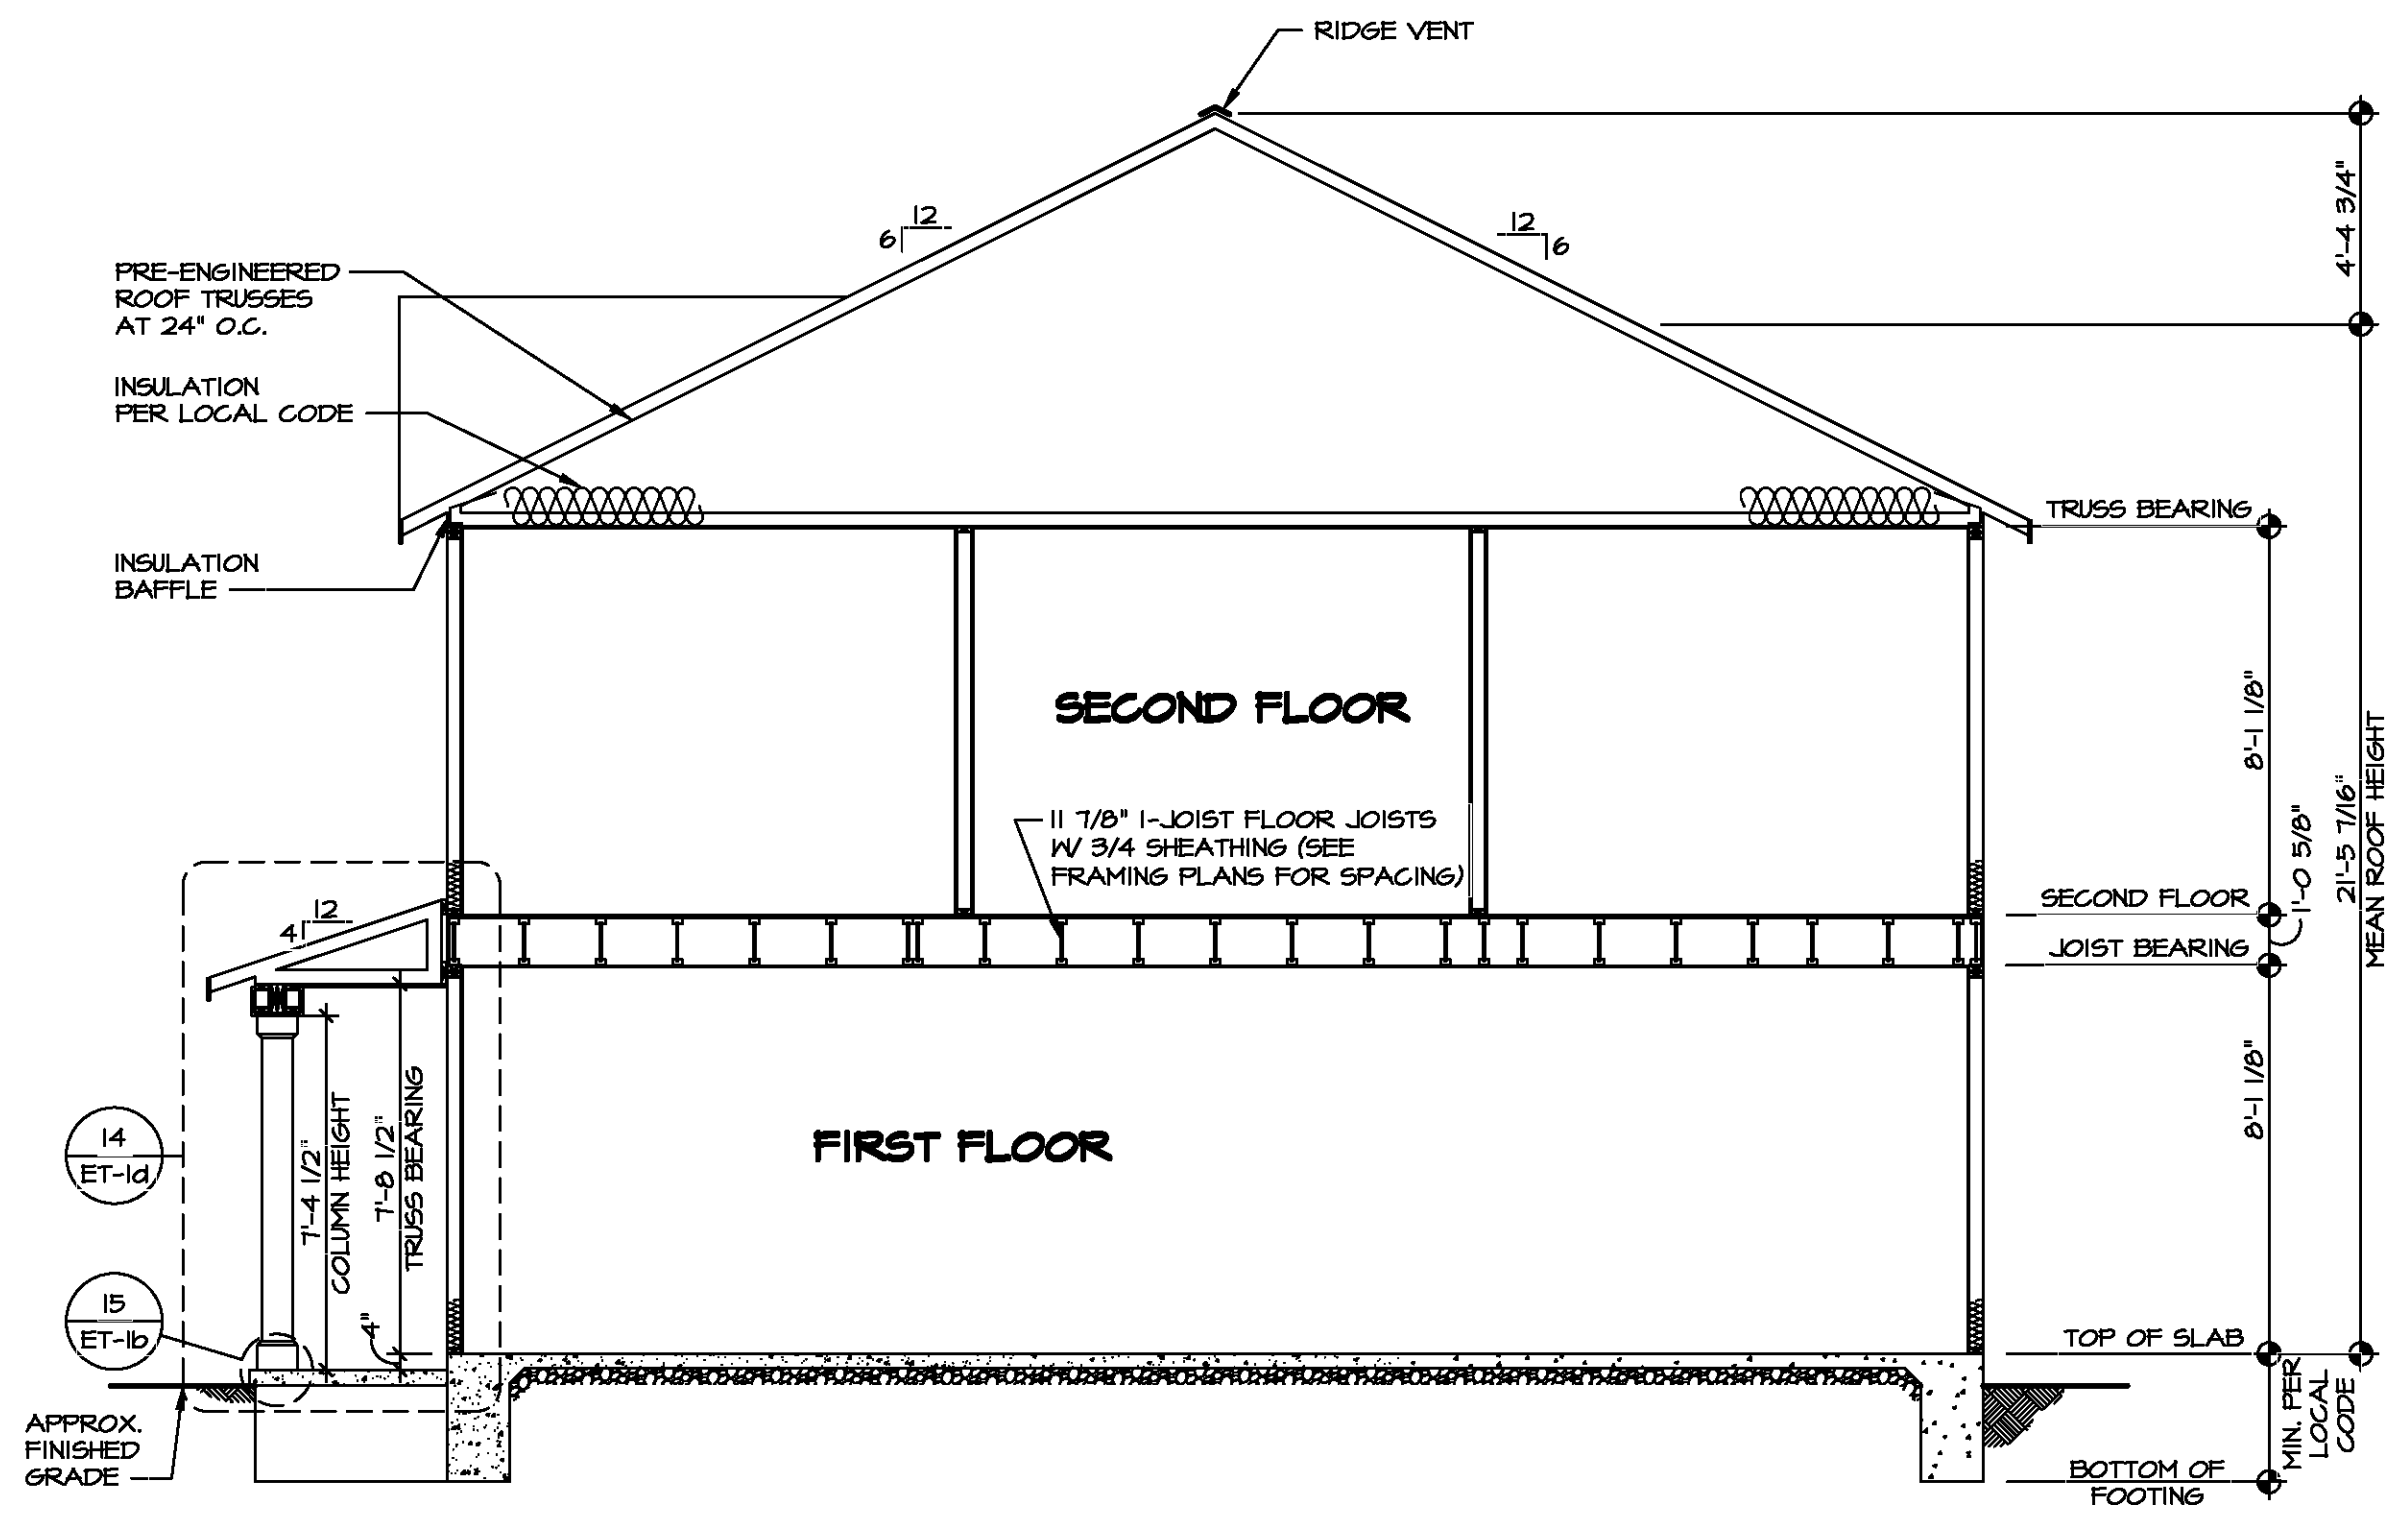 RIDGE VENT
12
6
12
6
4'-4 3/4"
PRE-ENGINEERED
ROOF TRUSSES
AT 24" O.C.
INSULATION
PER LOCAL CODE
TRUSS BEARING
INSULATION
BAFFLE
SECOND FLOOR
8'-1 1/8"
11 7/8" I-JOIST FLOOR JOISTS
W/ 3/4 SHEATHING (SEE
FRAMING PLANS FOR SPACING)
21'-5 7/16"
MEAN ROOF HEIGHT
1'-0 5/8"
SECOND FLOOR
JOIST BEARING
12
4
8'-1 1/8"
FIRST FLOOR
14
ET-1d
7'-4 1/2"
COLUMN HEIGHT
7'-8 1/2"
TRUSS BEARING
15
ET-1b
4"
TOP OF SLAB
MIN. PER
LOCAL
CODE
APPROX.
FINISHED
GRADE
BOTTOM OF
FOOTING